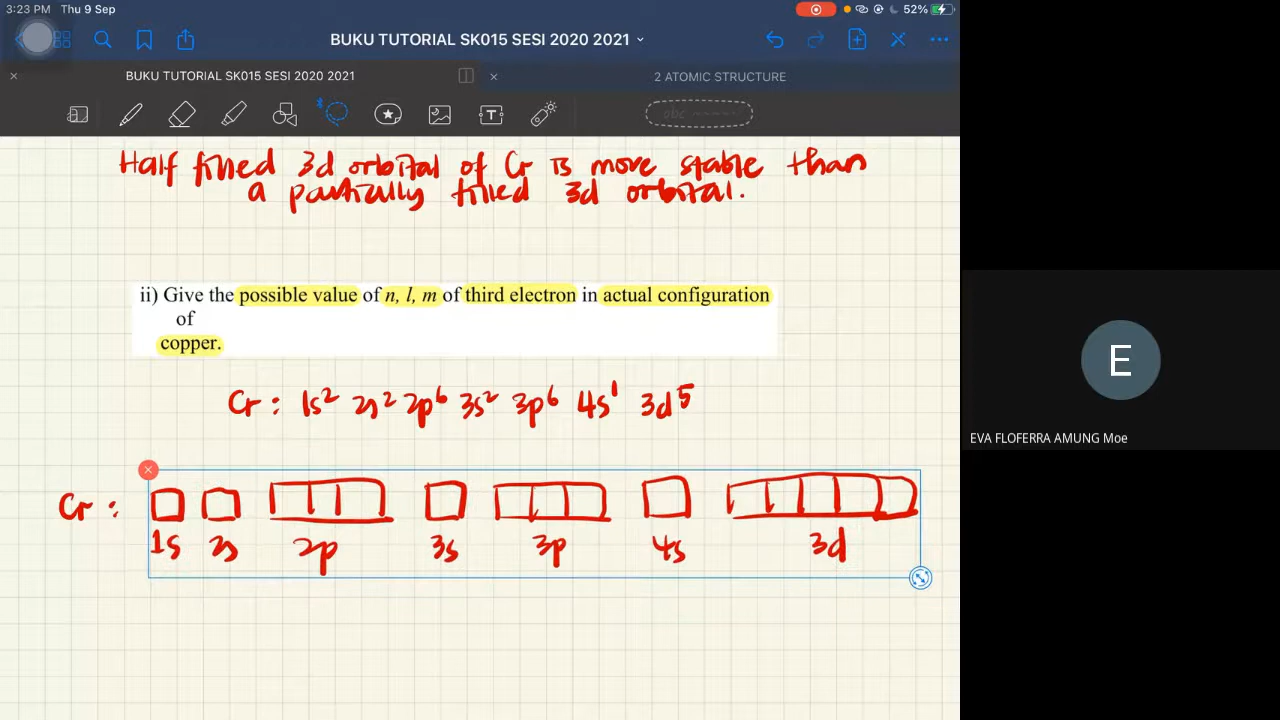 3:23 PM Thu 9 Sep
52%
BUKU TUTORIAL SK015 SESI 2020 2021
BUKU TUTORIAL SK015 SESI 2020 2021
2 ATOMIC STRUCTURE
abc
Half filled 3d orbital of Cr is more stable than
a partially filled 3d orbital.
ii) Give the possible value of n, l, m of third electron in actual configuration
of
copper.
Cr : 1s² 2s² 2p⁶ 3s² 3p⁶ 4s¹ 3d⁵
Cr :
1s 2s 2p 3s 3p 4s 3d
E
EVA FLOFERRA AMUNG Moe